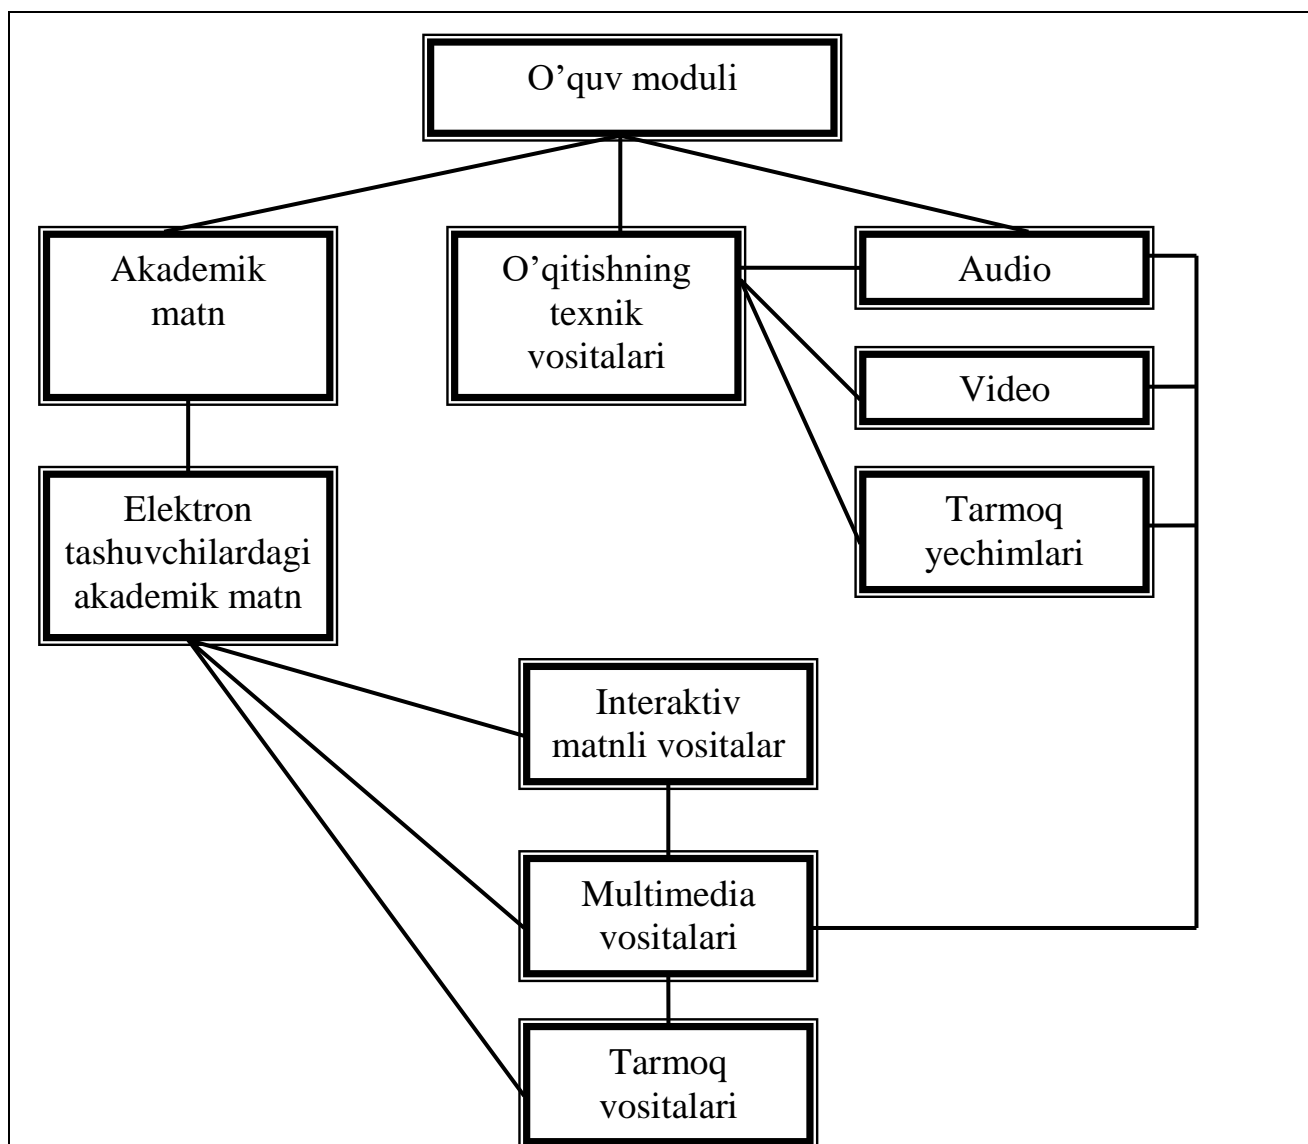 O’quv moduli
Akademik
matn
O’qitishning
texnik
vositalari
Audio
Video
Tarmoq
yechimlari
Elektron
tashuvchilardagi
akademik matn
Interaktiv
matnli vositalar
Multimedia
vositalari
Tarmoq
vositalari